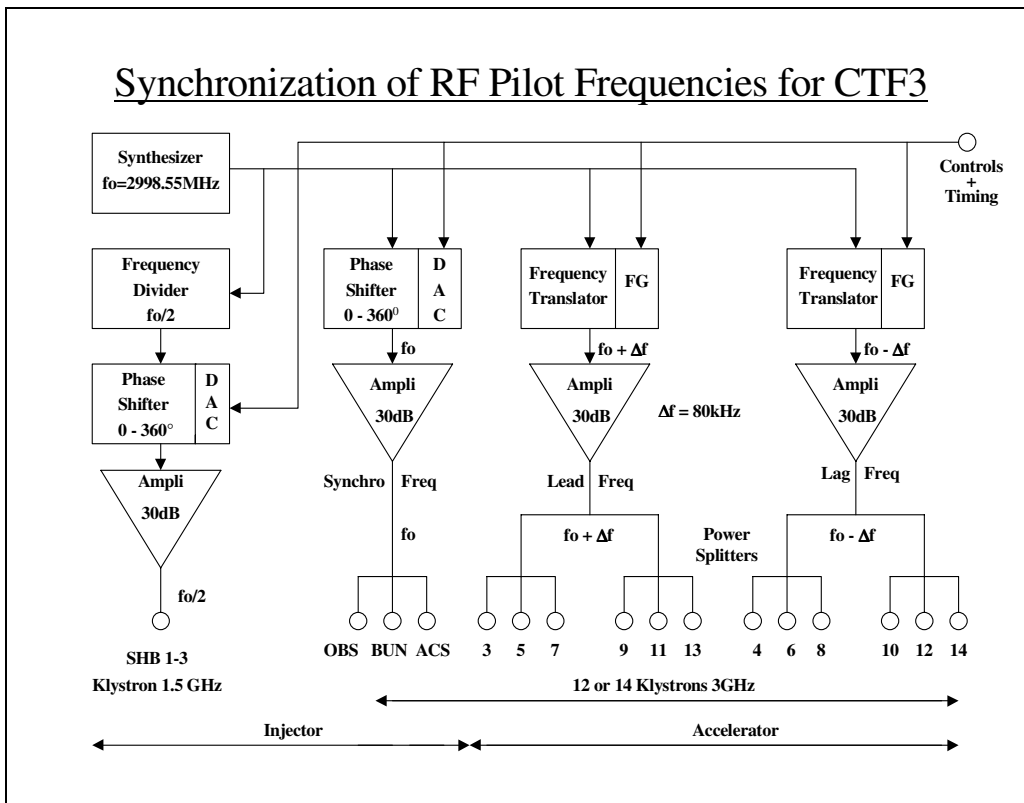 Synchronization of RF Pilot Frequencies for CTF3
Synthesizer
fo=2998.55MHz
Controls
+
Timing
Frequency
Divider
fo/2
Phase
Shifter
0 - 360⁰
D
A
C
Frequency
Translator
FG
Frequency
Translator
FG
fo
fo + Δf
fo - Δf
Phase
Shifter
0 - 360°
D
A
C
Ampli
30dB
Ampli
30dB
Δf = 80kHz
Ampli
30dB
Ampli
30dB
Synchro Freq
Lead Freq
Lag Freq
fo
fo + Δf
Power
Splitters
fo - Δf
fo/2
OBS BUN ACS 3 5 7 9 11 13 4 6 8 10 12 14
SHB 1-3
Klystron 1.5 GHz
12 or 14 Klystrons 3GHz
Injector
Accelerator